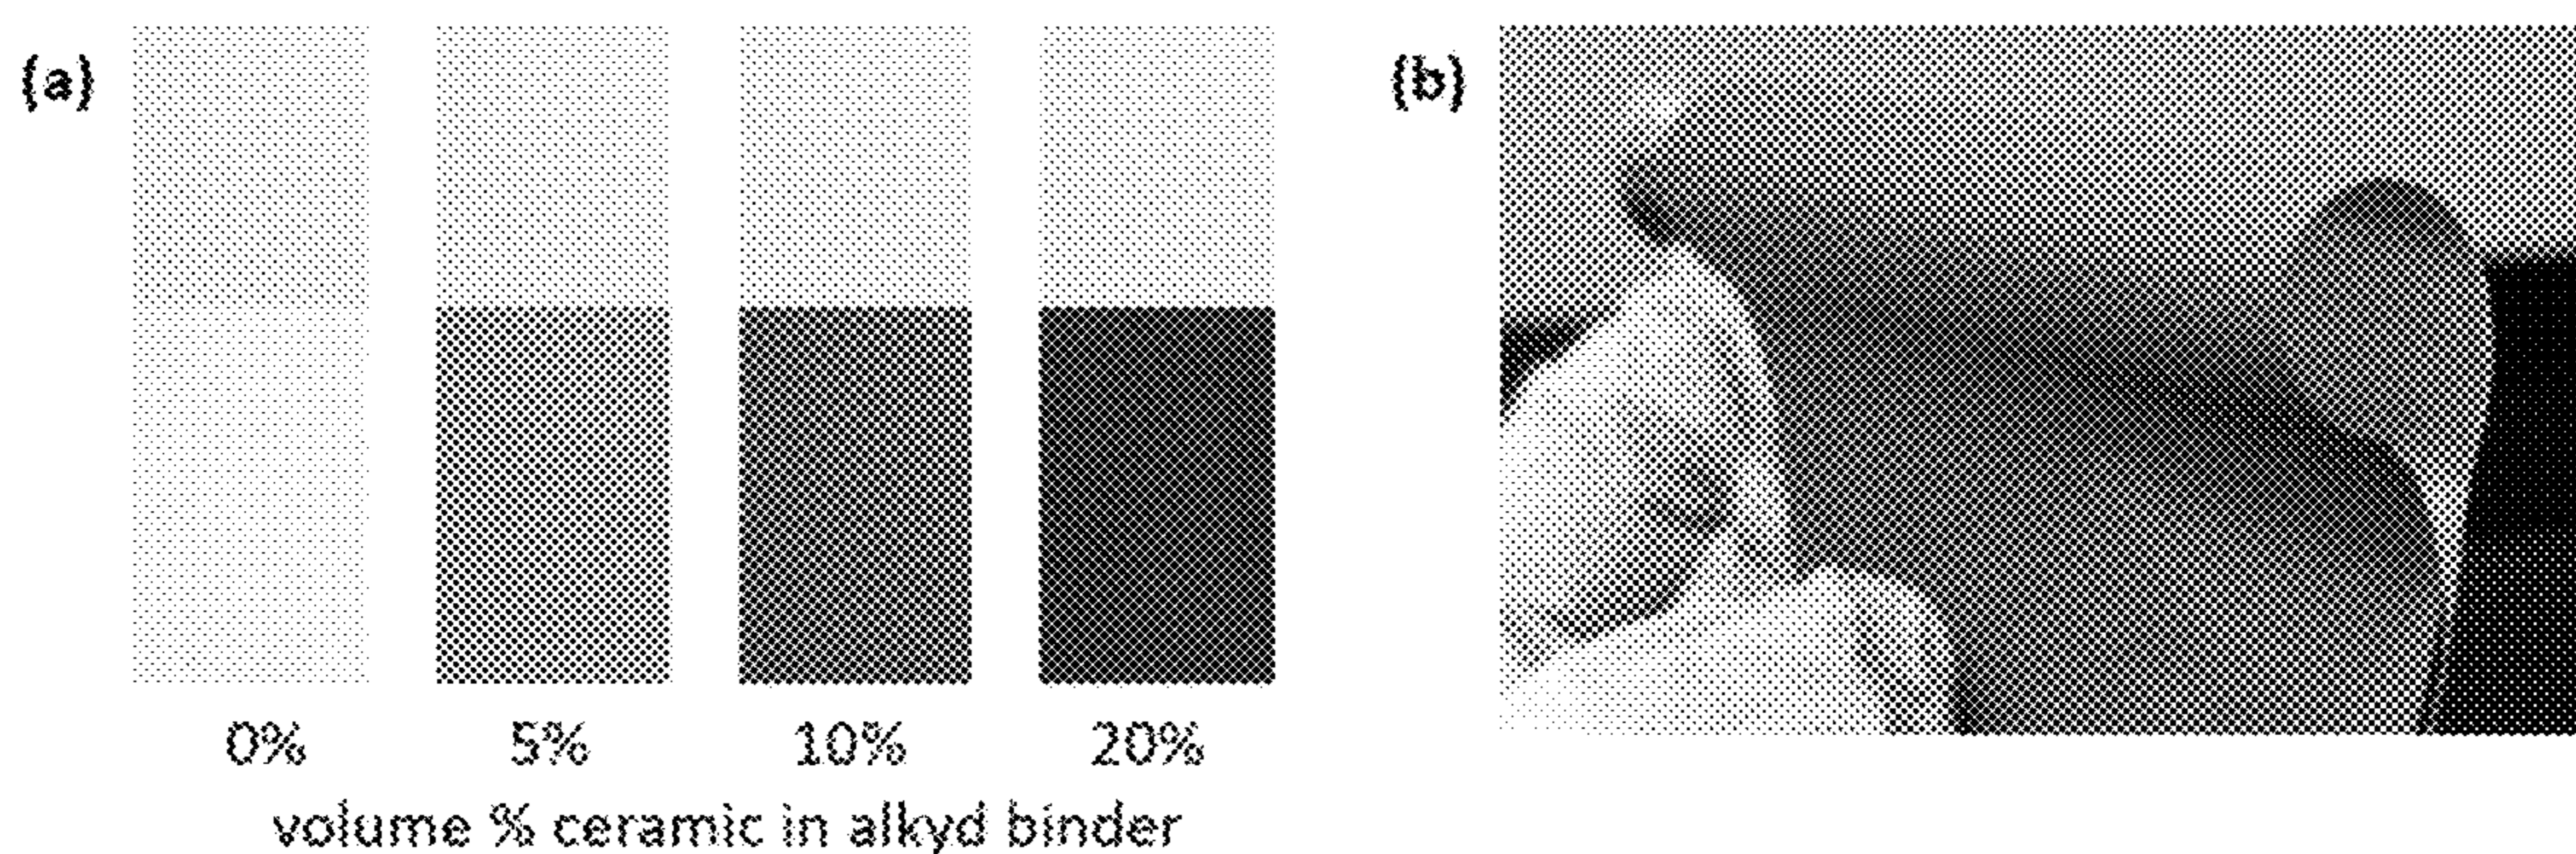 (a)
(b)
0% 5% 10% 20%
volume % ceramic in alkyd binder